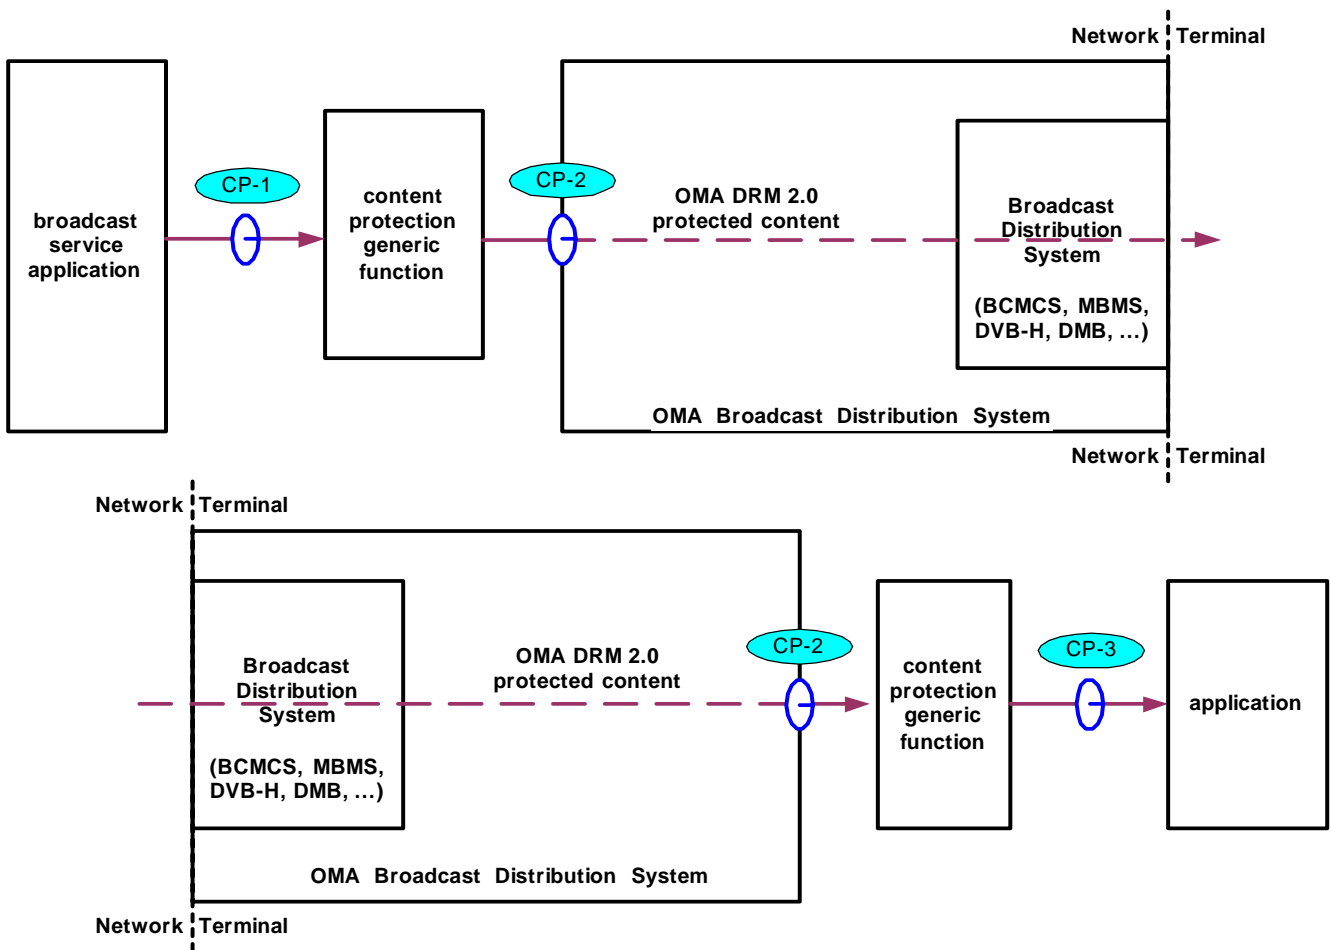 Network Terminal
broadcast
service
application
CP-1
content
protection
generic
function
CP-2
OMA DRM 2.0
protected content
Broadcast
Distribution
System
(BCMCS, MBMS,
DVB-H, DMB, ...)
OMA Broadcast Distribution System
Network Terminal
Network Terminal
Broadcast
Distribution
System
(BCMCS, MBMS,
DVB-H, DMB, ...)
OMA DRM 2.0
protected content
CP-2
content
protection
generic
function
CP-3
application
OMA Broadcast Distribution System
Network Terminal